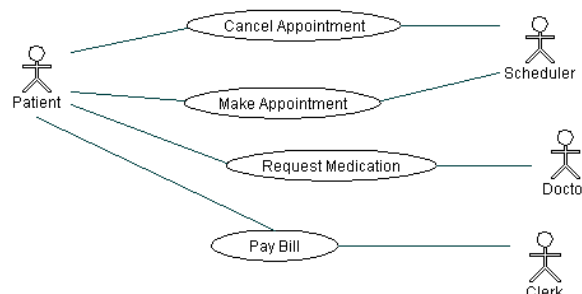 Cancel Appointment
Scheduler
Patient
Make Appointment
Request Medication
Docto
Pay Bill
Clerk